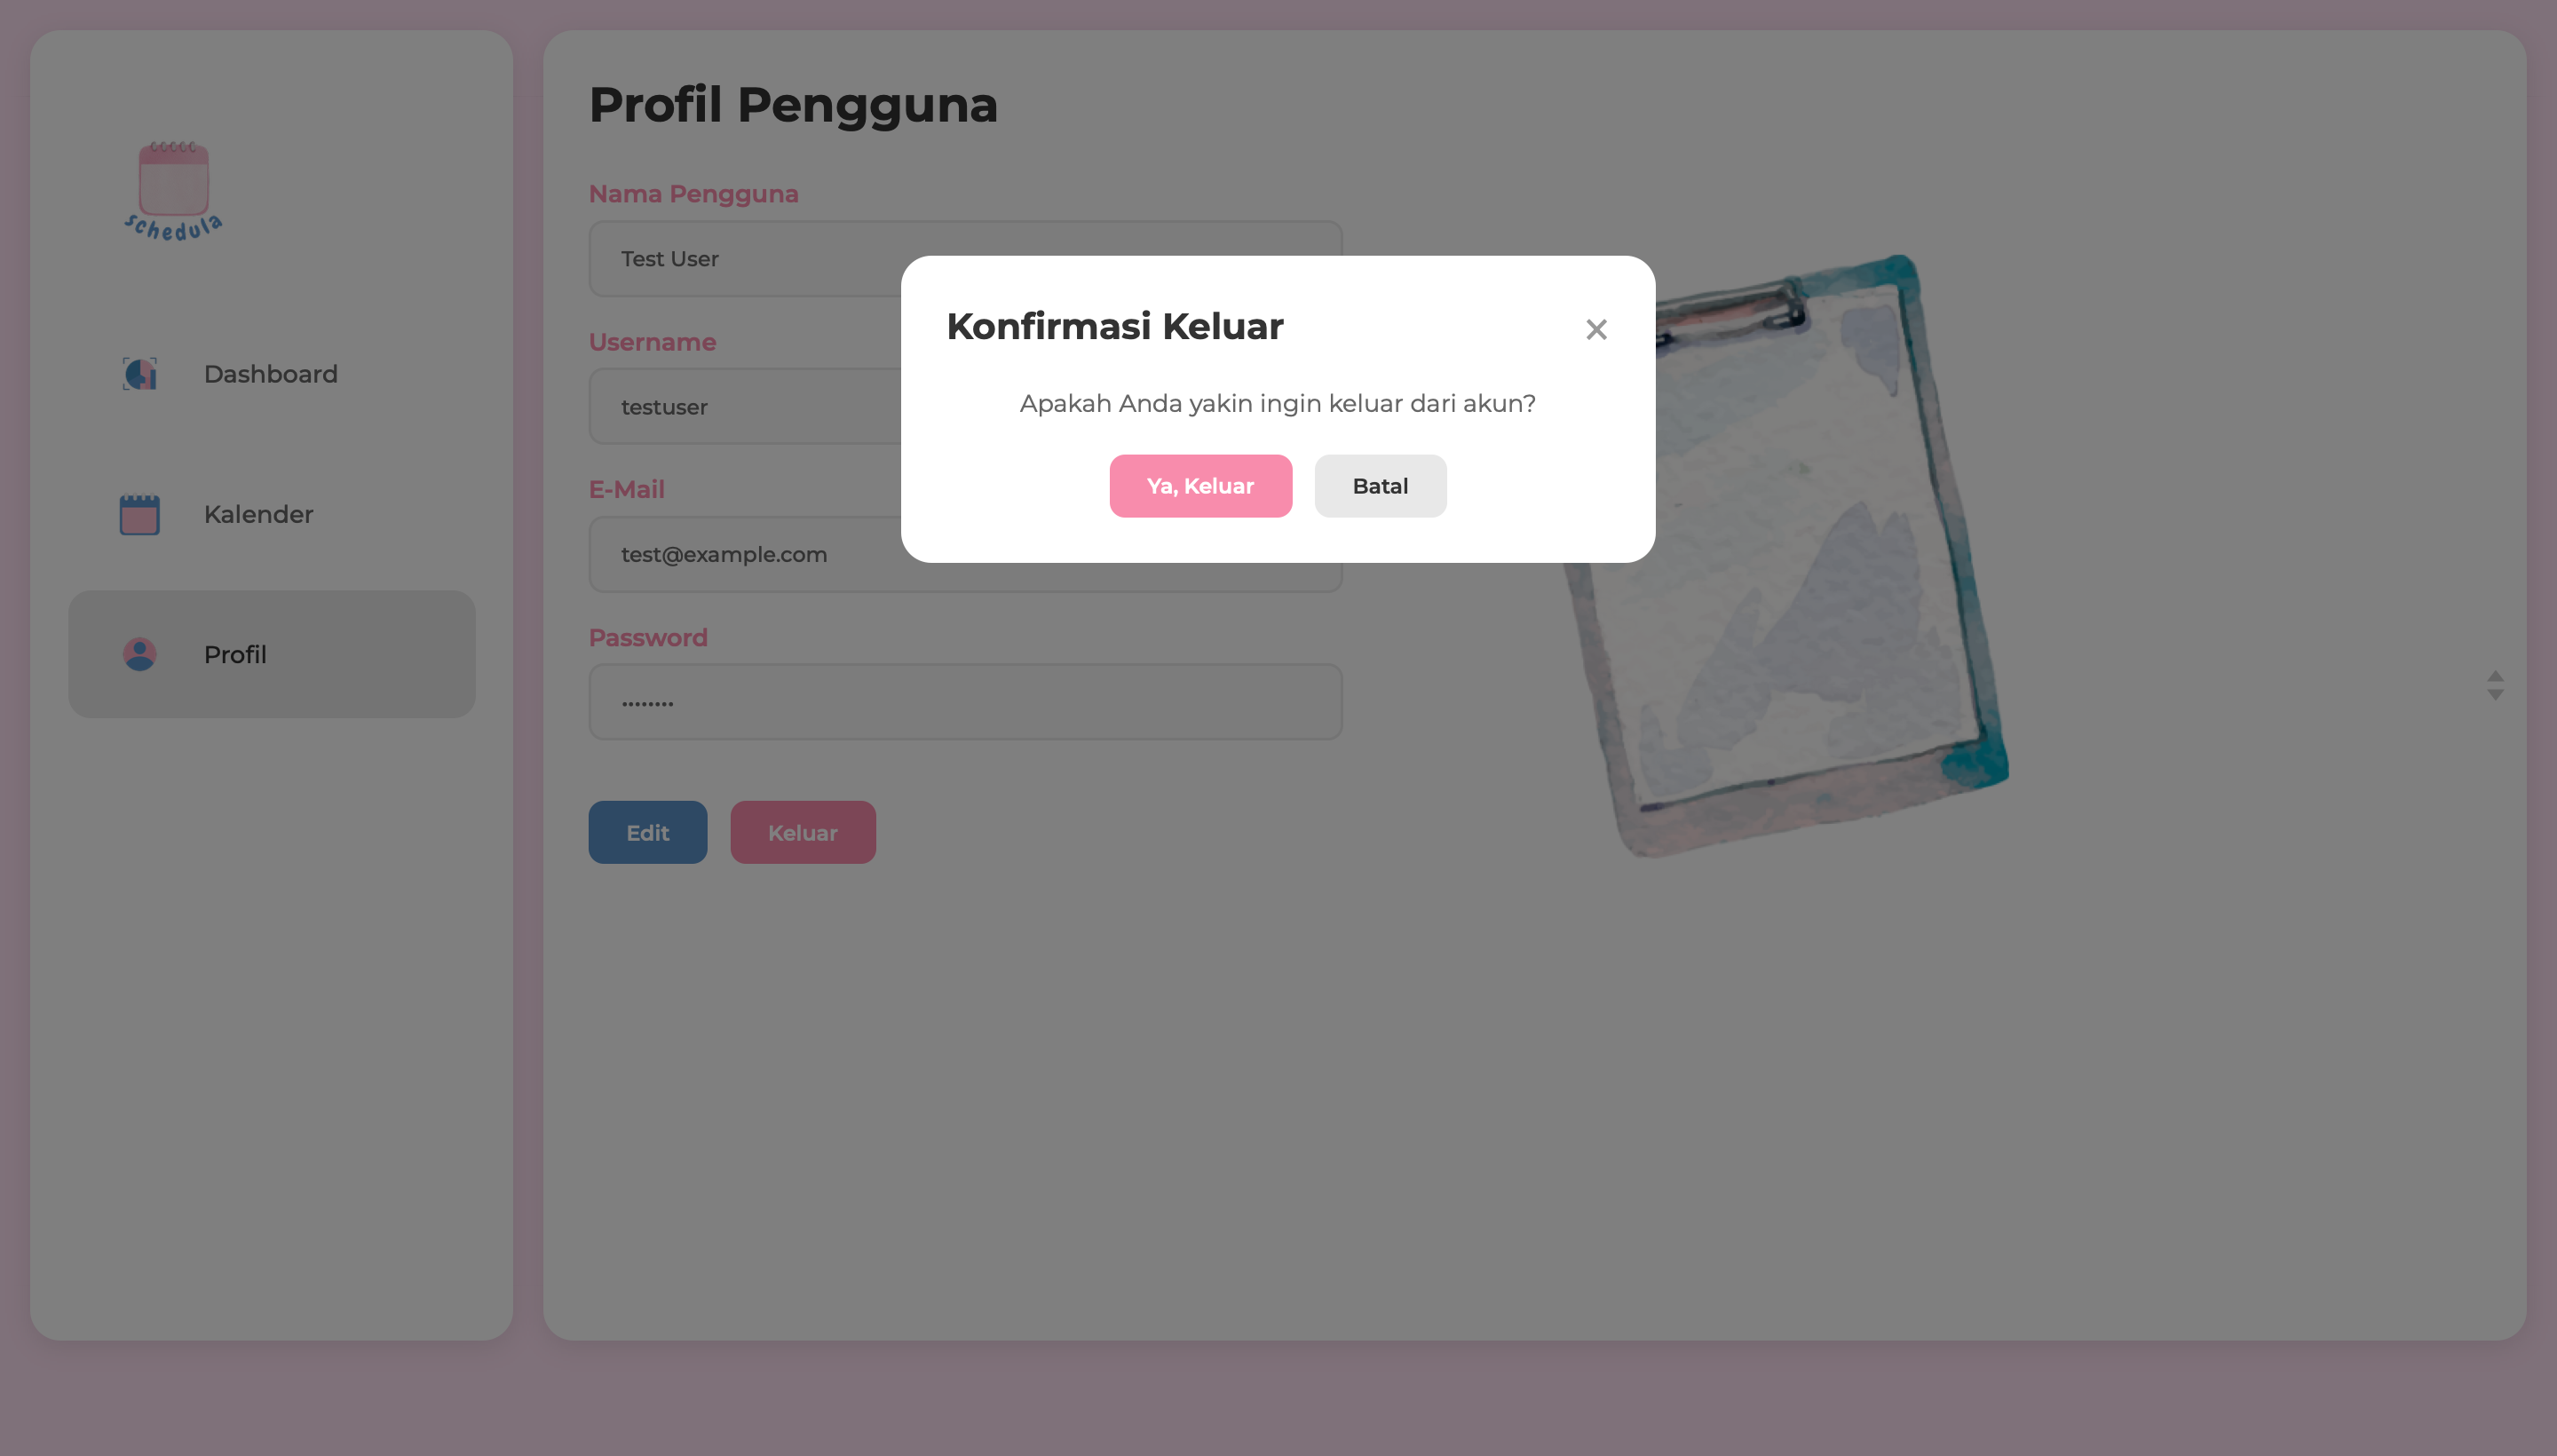 schedula
Dashboard
Kalender
Profil
Profil Pengguna
Nama Pengguna
Test User
Username
testuser
E-Mail
test@example.com
Password
••••••••
Edit
Keluar
Konfirmasi Keluar
×
Apakah Anda yakin ingin keluar dari akun?
Ya, Keluar
Batal